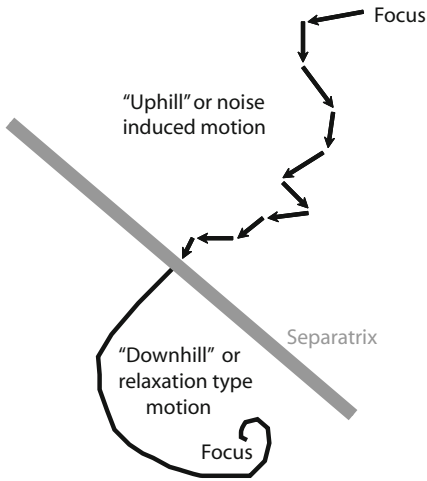 Focus
“Uphill” or noise
induced motion
Separatrix
“Downhill” or
relaxation type
motion
Focus